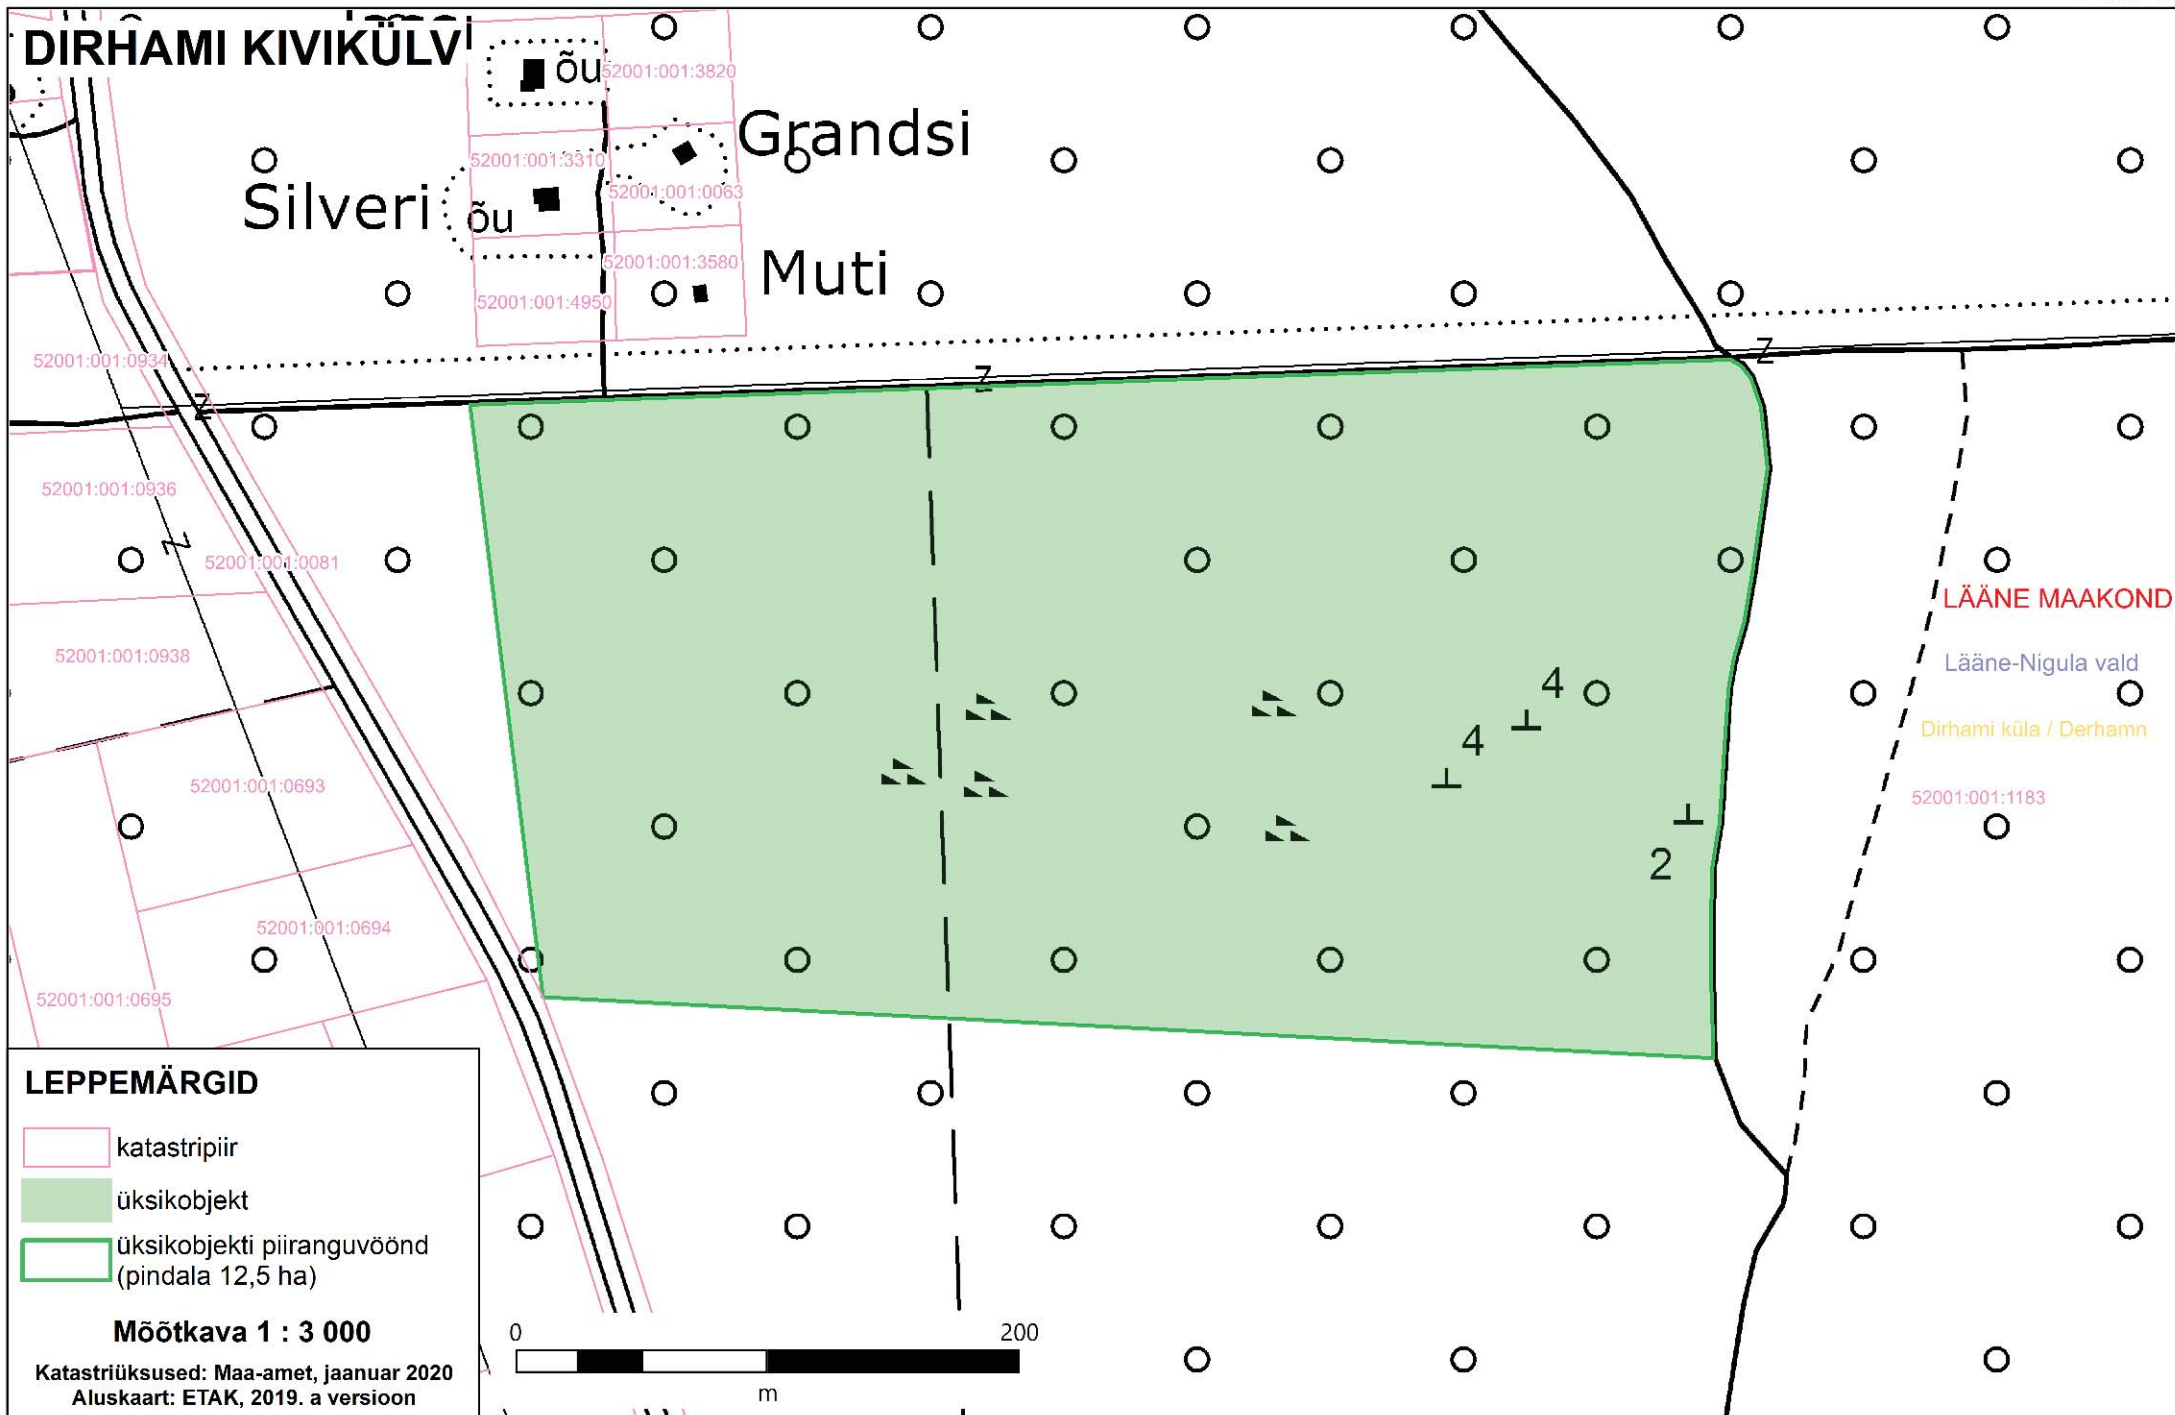 DIRHAMI KIVIKÜLV
õu
52001:001:3820
Grandsi
52001:001:3310
52001:001:0063
Silveri
õu
52001:001:3580
Muti
52001:001:4950
52001:001:0934
Z
Z
Z
52001:001:0936
Z
52001:001:0081
LÄÄNE MAAKOND
52001:001:0938
Lääne-Nigula vald
4
4
Dirhami küla / Derhamn
52001:001:0693
52001:001:1183
2
52001:001:0694
52001:001:0695
LEPPEMÄRGID
katastripiir
üksikobjekt
üksikobjekti piiranguvöönd
(pindala 12,5 ha)
Mõõtkava 1 : 3 000
Katastriüksused: Maa-amet, jaanuar 2020
Aluskaart: ETAK, 2019. a versioon
0 200
m